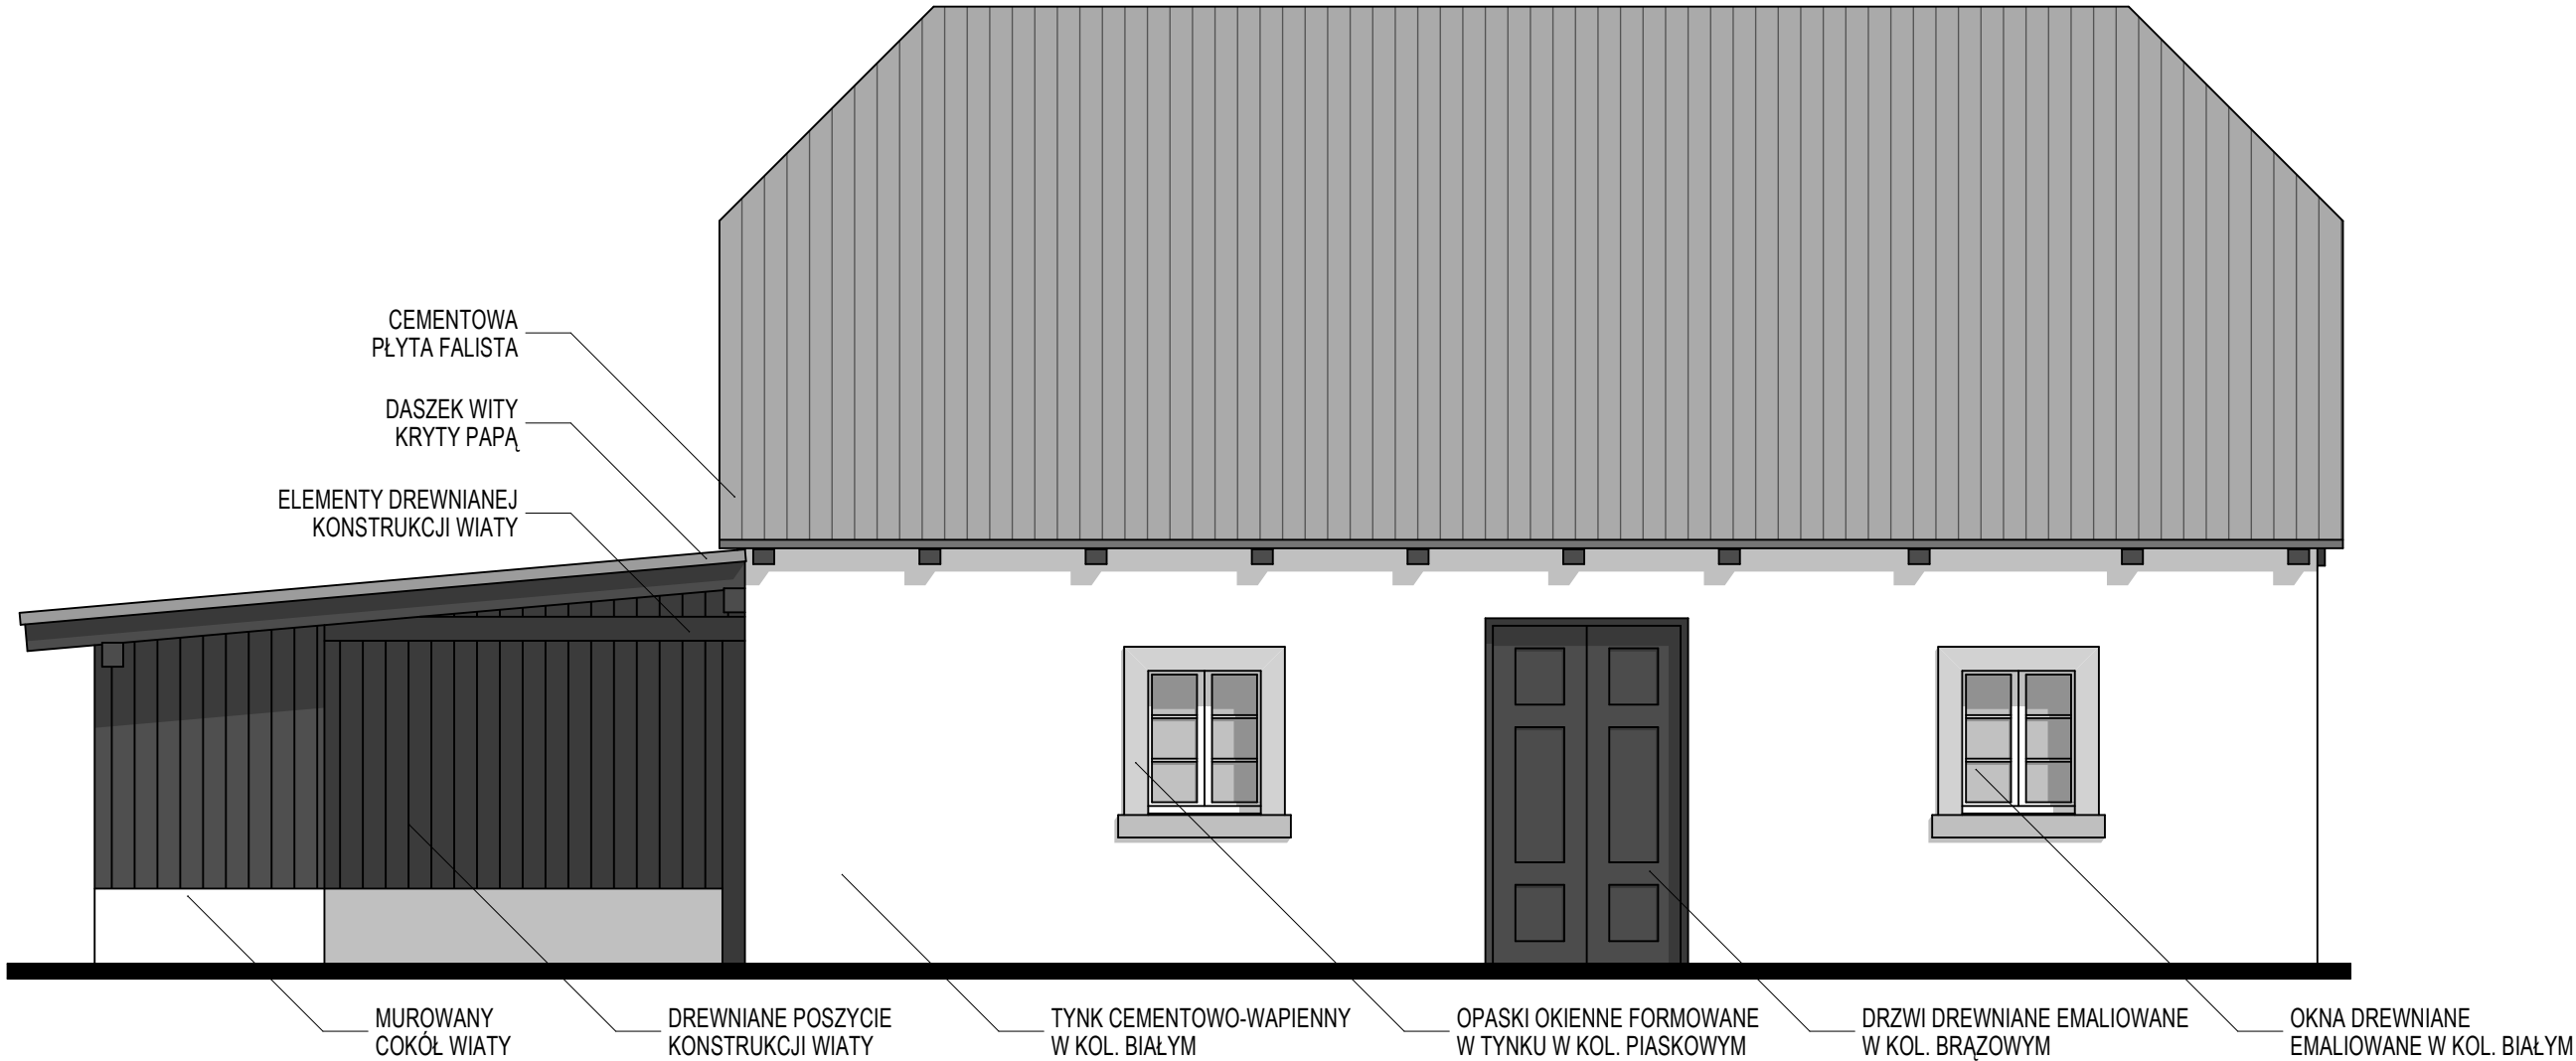 CEMENTOWA
PŁYTA FALISTA
DASZEK WITY
KRYTY PAPĄ
ELEMENTY DREWNIANEJ
KONSTRUKCJI WIATY
MUROWANY
COKÓŁ WIATY
DREWNIANE POSZYCIE
KONSTRUKCJI WIATY
TYNK CEMENTOWO-WAPIENNY
W KOL. BIAŁYM
OPASKI OKIENNE FORMOWANE
W TYNKU W KOL. PIASKOWYM
DRZWI DREWNIANE EMALIOWANE
W KOL. BRĄZOWYM
OKNA DREWNIANE
EMALIOWANE W KOL. BIAŁYM